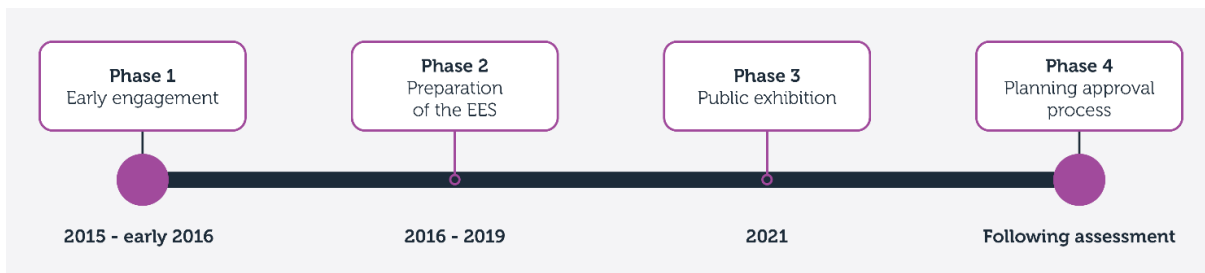 Phase 1
Early engagement
Phase 2
Preparation
of the EES
Phase 3
Public exhibition
Phase 4
Planning approval
process
2015 - early 2016
2016 - 2019
2021
Following assessment